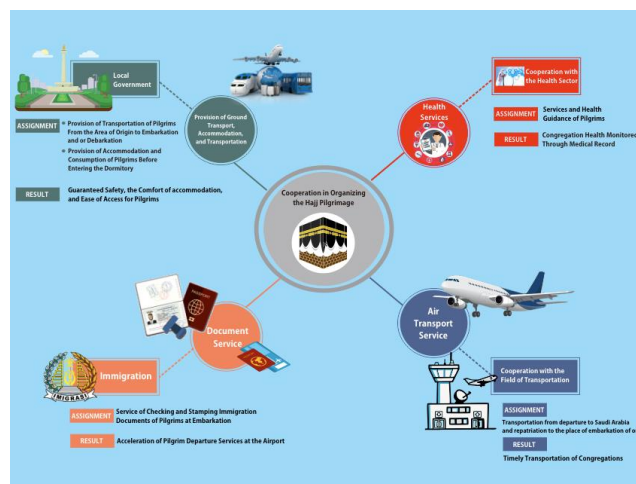 Local
Government
ASSIGNMENT
• Provision of Transportation of Pilgrims
From the Area of Origin to Embarkation
and or Debarkation
• Provision of Accommodation and
Consumption of Pilgrims Before
Entering the Dormitory
RESULT
Guaranteed Safety, the Comfort of accommodation,
and Ease of Access for Pilgrims
Provision of Ground
Transport,
Accommodation,
and Transportation
Health
Services
Cooperation with
the Health Sector
ASSIGNMENT
Services and Health
Guidance of Pilgrims
RESULT
Congregation Health Monitored
Through Medical Record
Cooperation in Organizing
the Hajj Pilgrimage
PASSPORT
Document
Service
Immigration
IMIGRASI
ASSIGNMENT
Service of Checking and Stamping Immigration
Documents of Pilgrims at Embarkation
RESULT
Acceleration of Pilgrim Departure Services at the Airport
Air
Transport
Service
Cooperation with the
Field of Transportation
ASSIGNMENT
Transportation from departure to Saudi Arabia
and repatriation to the place of embarkation of o
RESULT
Timely Transportation of Congregations